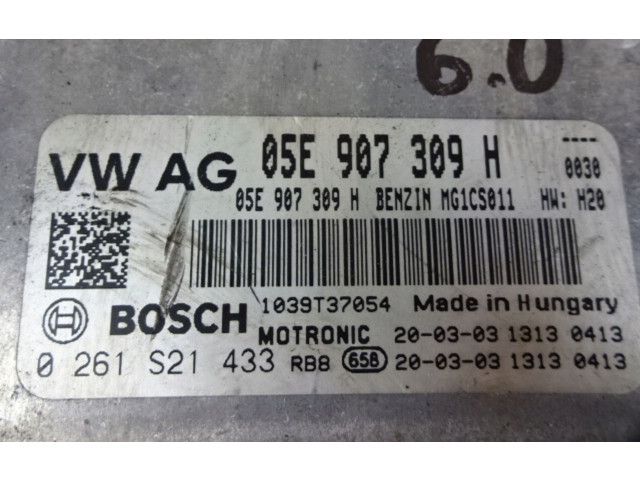 6.0
VW AG 05E 907 309 H ----
0030
05E 907 309 H BENZIN MG1CS011 HW: H20
BOSCH 1039T37054 Made in Hungary
MOTRONIC 20-03-03 1313 0413
0 261 S21 433 RB8 658 20-03-03 1313 0413